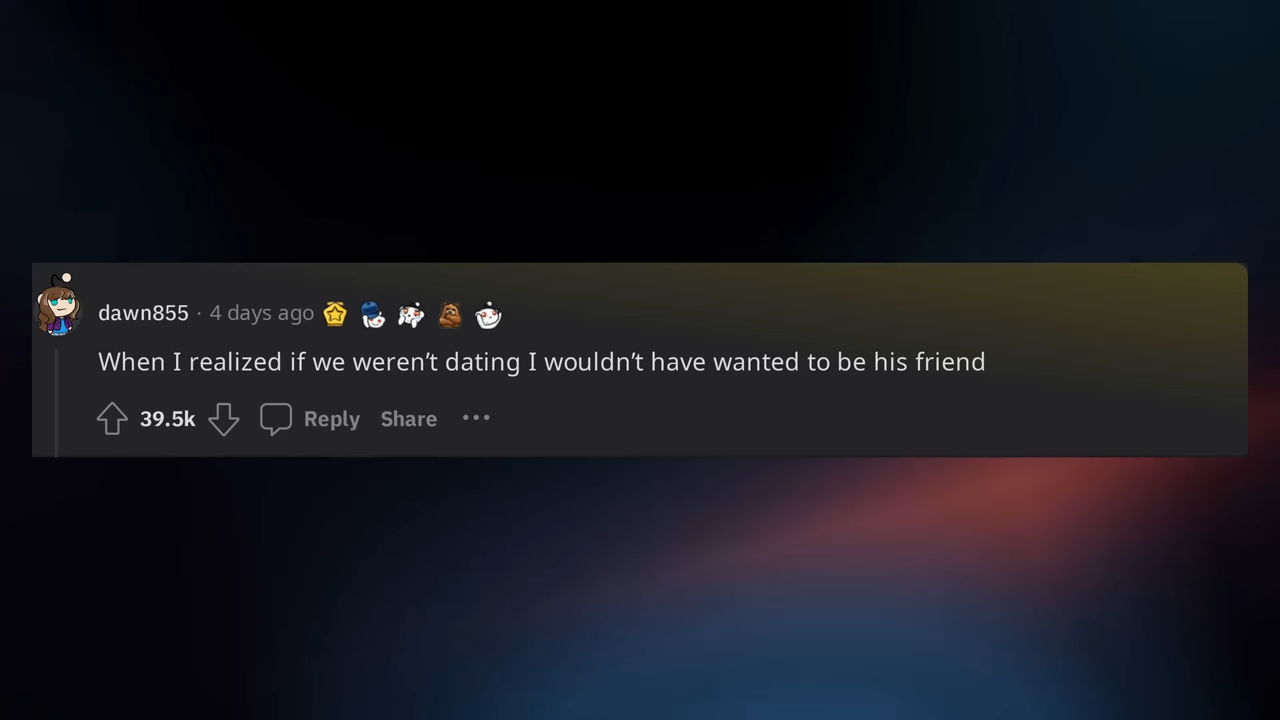 dawn855 · 4 days ago
When I realized if we weren’t dating I wouldn’t have wanted to be his friend
39.5k Reply Share ···